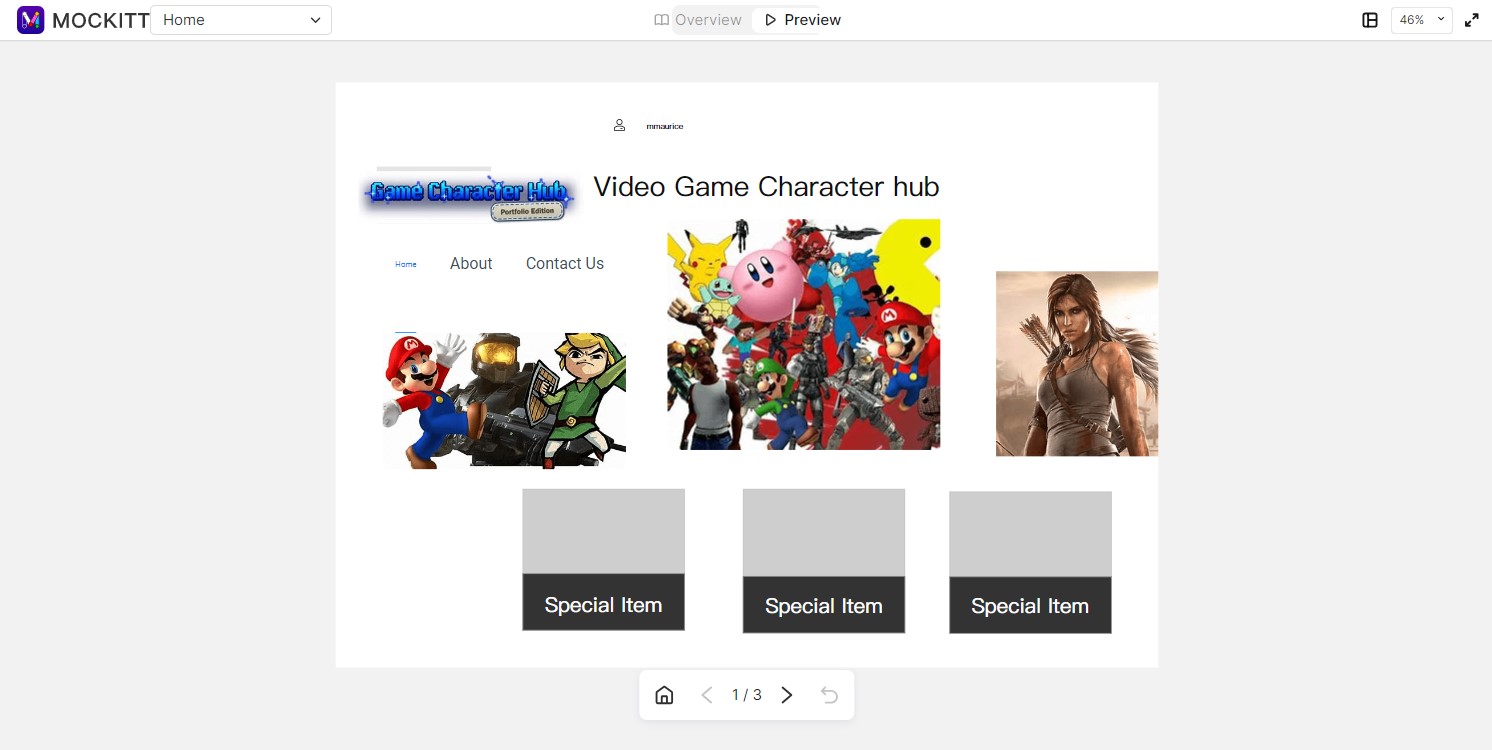 MOCKITT
Home
Overview
Preview
46%
mmaurice
Game Character Hub
Portfolio Edition
Video Game Character hub
Home
About
Contact Us
M
M
Special Item
Special Item
Special Item
1 / 3